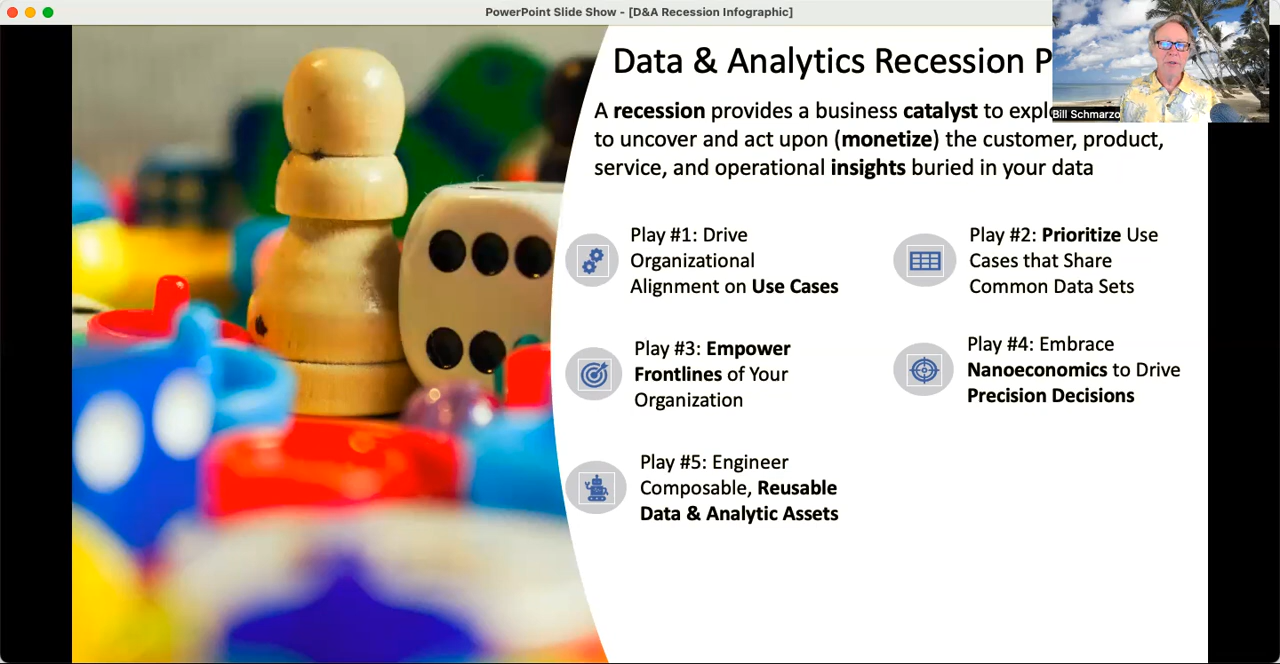 PowerPoint Slide Show - [D&A Recession Infographic]
Data & Analytics Recession
Bill Schmarzo
A recession provides a business catalyst to
to uncover and act upon (monetize) the customer, product,
service, and operational insights buried in your data
Play #1: Drive
Organizational
Alignment on Use Cases
Play #2: Prioritize Use
Cases that Share
Common Data Sets
Play #3: Empower
Frontlines of Your
Organization
Play #4: Embrace
Nanoeconomics to Drive
Precision Decisions
Play #5: Engineer
Composable, Reusable
Data & Analytic Assets